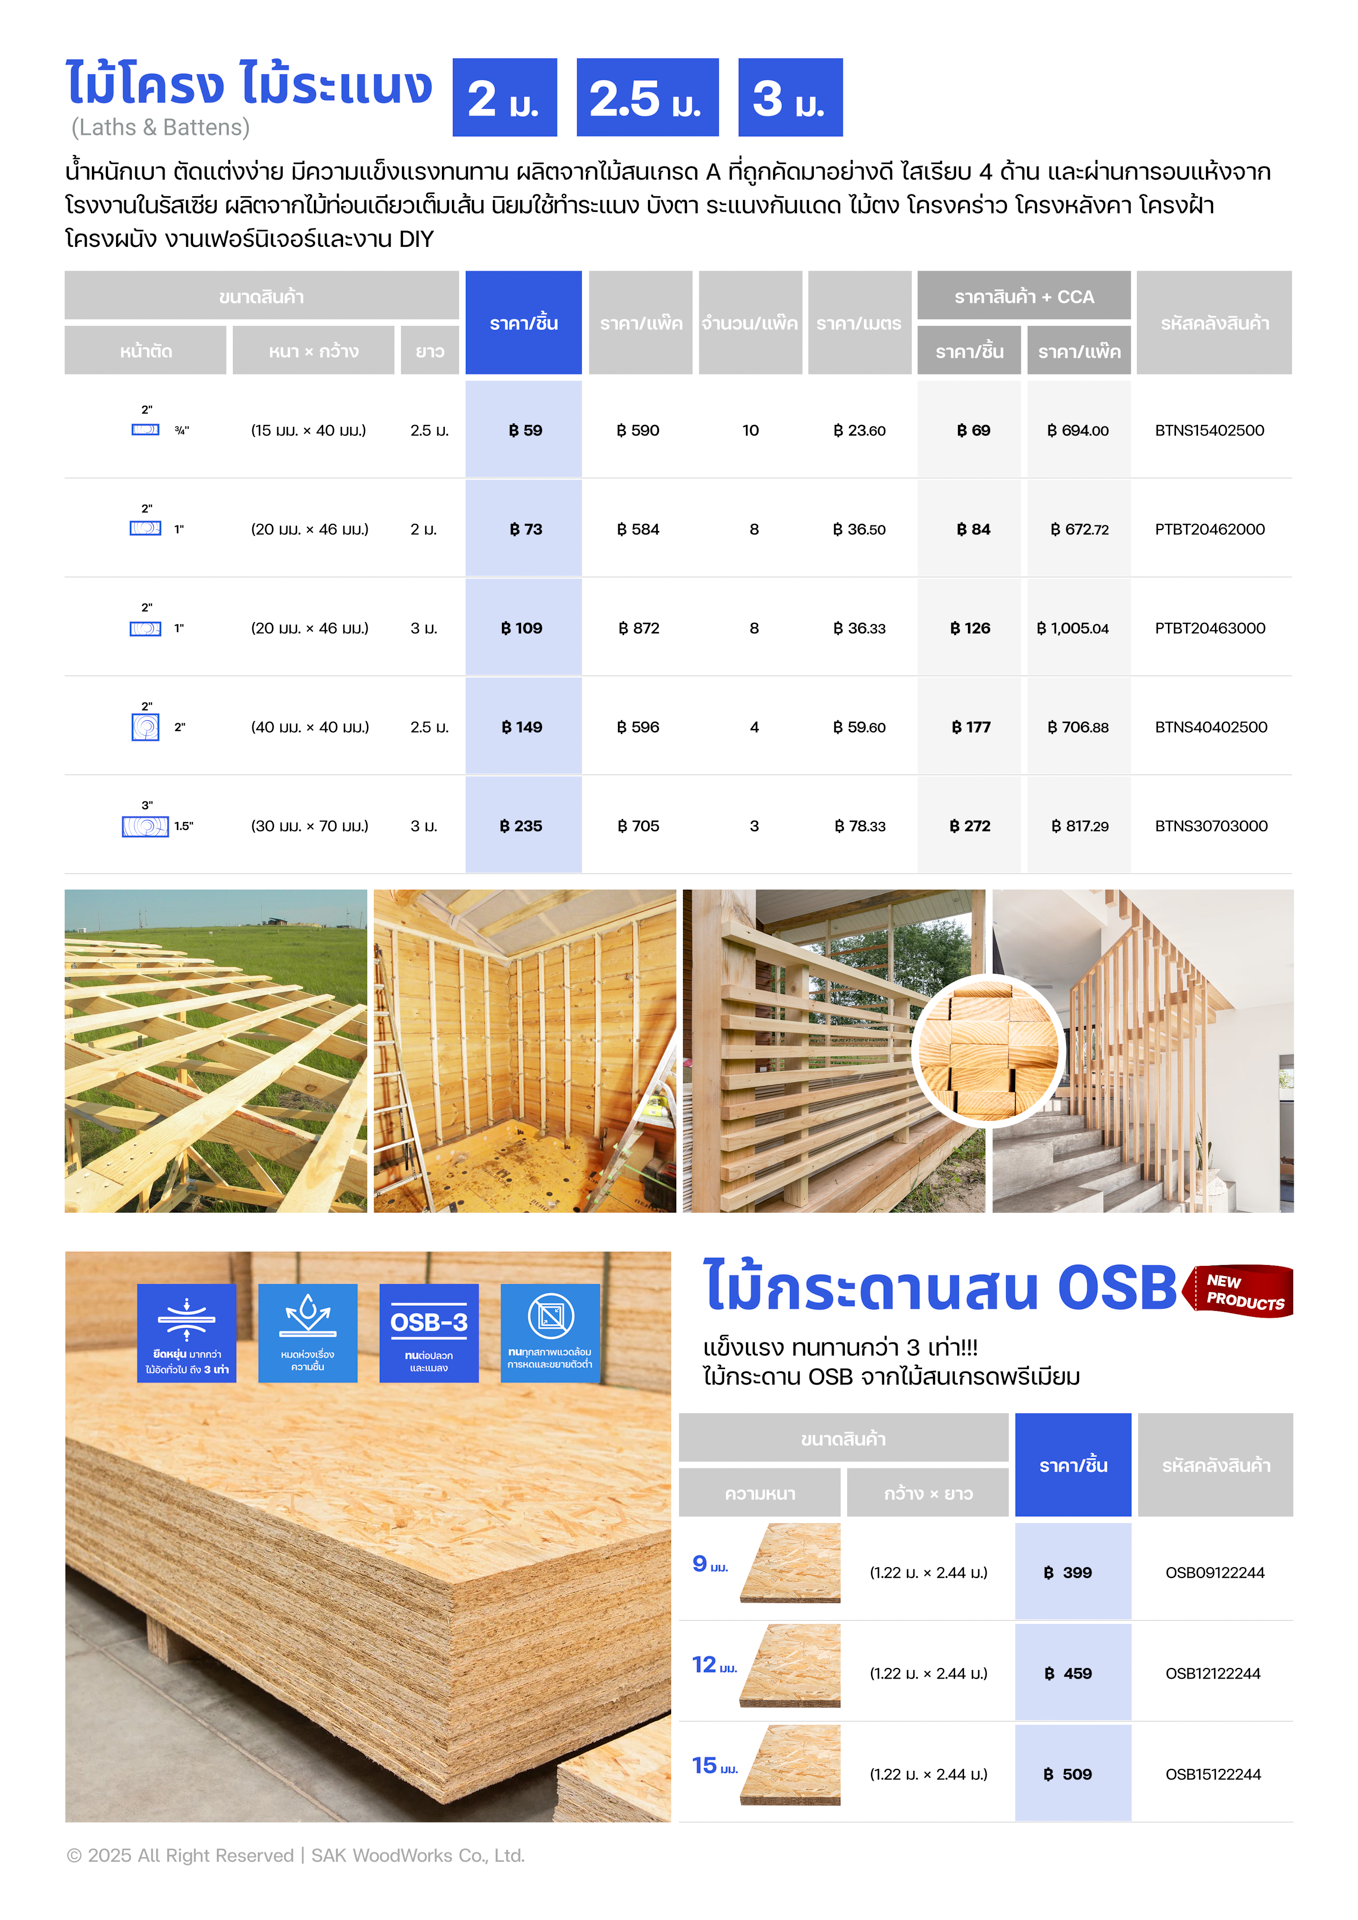 ไม้โครง ไม้ระแนง
(Laths & Battens)
2 ม.
2.5 ม.
3 ม.
น้ำหนักเบา ตัดแต่งง่าย มีความแข็งแรงทนทาน ผลิตจากไม้สนเกรด A ที่ถูกคัดมาอย่างดี ไสเรียบ 4 ด้าน และผ่านการอบแห้งจาก
โรงงานในรัสเซีย ผลิตจากไม้ท่อนเดียวเต็มเส้น นิยมใช้ทำระแนง บังตา ระแนงกันแดด ไม้ตง โครงคร่าว โครงหลังคา โครงฝ้า
โครงผนัง งานเฟอร์นิเจอร์และงาน DIY
ขนาดสินค้า ราคา/ชิ้น ราคา/แพ๊ค จำนวน/แพ๊ค ราคา/เมตร ราคาสินค้า + CCA รหัสคลังสินค้า
หน้าตัด หนา × กว้าง ยาว ราคา/ชิ้น ราคา/แพ๊ค
2"
¾" (15 มม. × 40 มม.) 2.5 ม. ฿ 59 ฿ 590 10 ฿ 23.60 ฿ 69 ฿ 694.00 BTNS15402500
2"
1" (20 มม. × 46 มม.) 2 ม. ฿ 73 ฿ 584 8 ฿ 36.50 ฿ 84 ฿ 672.72 PTBT20462000
2"
1" (20 มม. × 46 มม.) 3 ม. ฿ 109 ฿ 872 8 ฿ 36.33 ฿ 126 ฿ 1,005.04 PTBT20463000
2"
2" (40 มม. × 40 มม.) 2.5 ม. ฿ 149 ฿ 596 4 ฿ 59.60 ฿ 177 ฿ 706.88 BTNS40402500
3"
1.5" (30 มม. × 70 มม.) 3 ม. ฿ 235 ฿ 705 3 ฿ 78.33 ฿ 272 ฿ 817.29 BTNS30703000
ยืดหยุ่น มากกว่า
ไม้อัดทั่วไป ถึง 3 เท่า
หมดห่วงเรื่อง
ความชื้น
OSB-3
ทนต่อปลวก
และแมลง
ทนทุกสภาพแวดล้อม
การหดและขยายตัวต่ำ
ไม้กระดานสน OSB
NEW
PRODUCTS
แข็งแรง ทนทานกว่า 3 เท่า!!!
ไม้กระดาน OSB จากไม้สนเกรดพรีเมียม
ขนาดสินค้า ราคา/ชิ้น รหัสคลังสินค้า
ความหนา กว้าง × ยาว
9 มม. (1.22 ม. × 2.44 ม.) ฿ 399 OSB09122244
12 มม. (1.22 ม. × 2.44 ม.) ฿ 459 OSB12122244
15 มม. (1.22 ม. × 2.44 ม.) ฿ 509 OSB15122244
© 2025 All Right Reserved | SAK WoodWorks Co., Ltd.